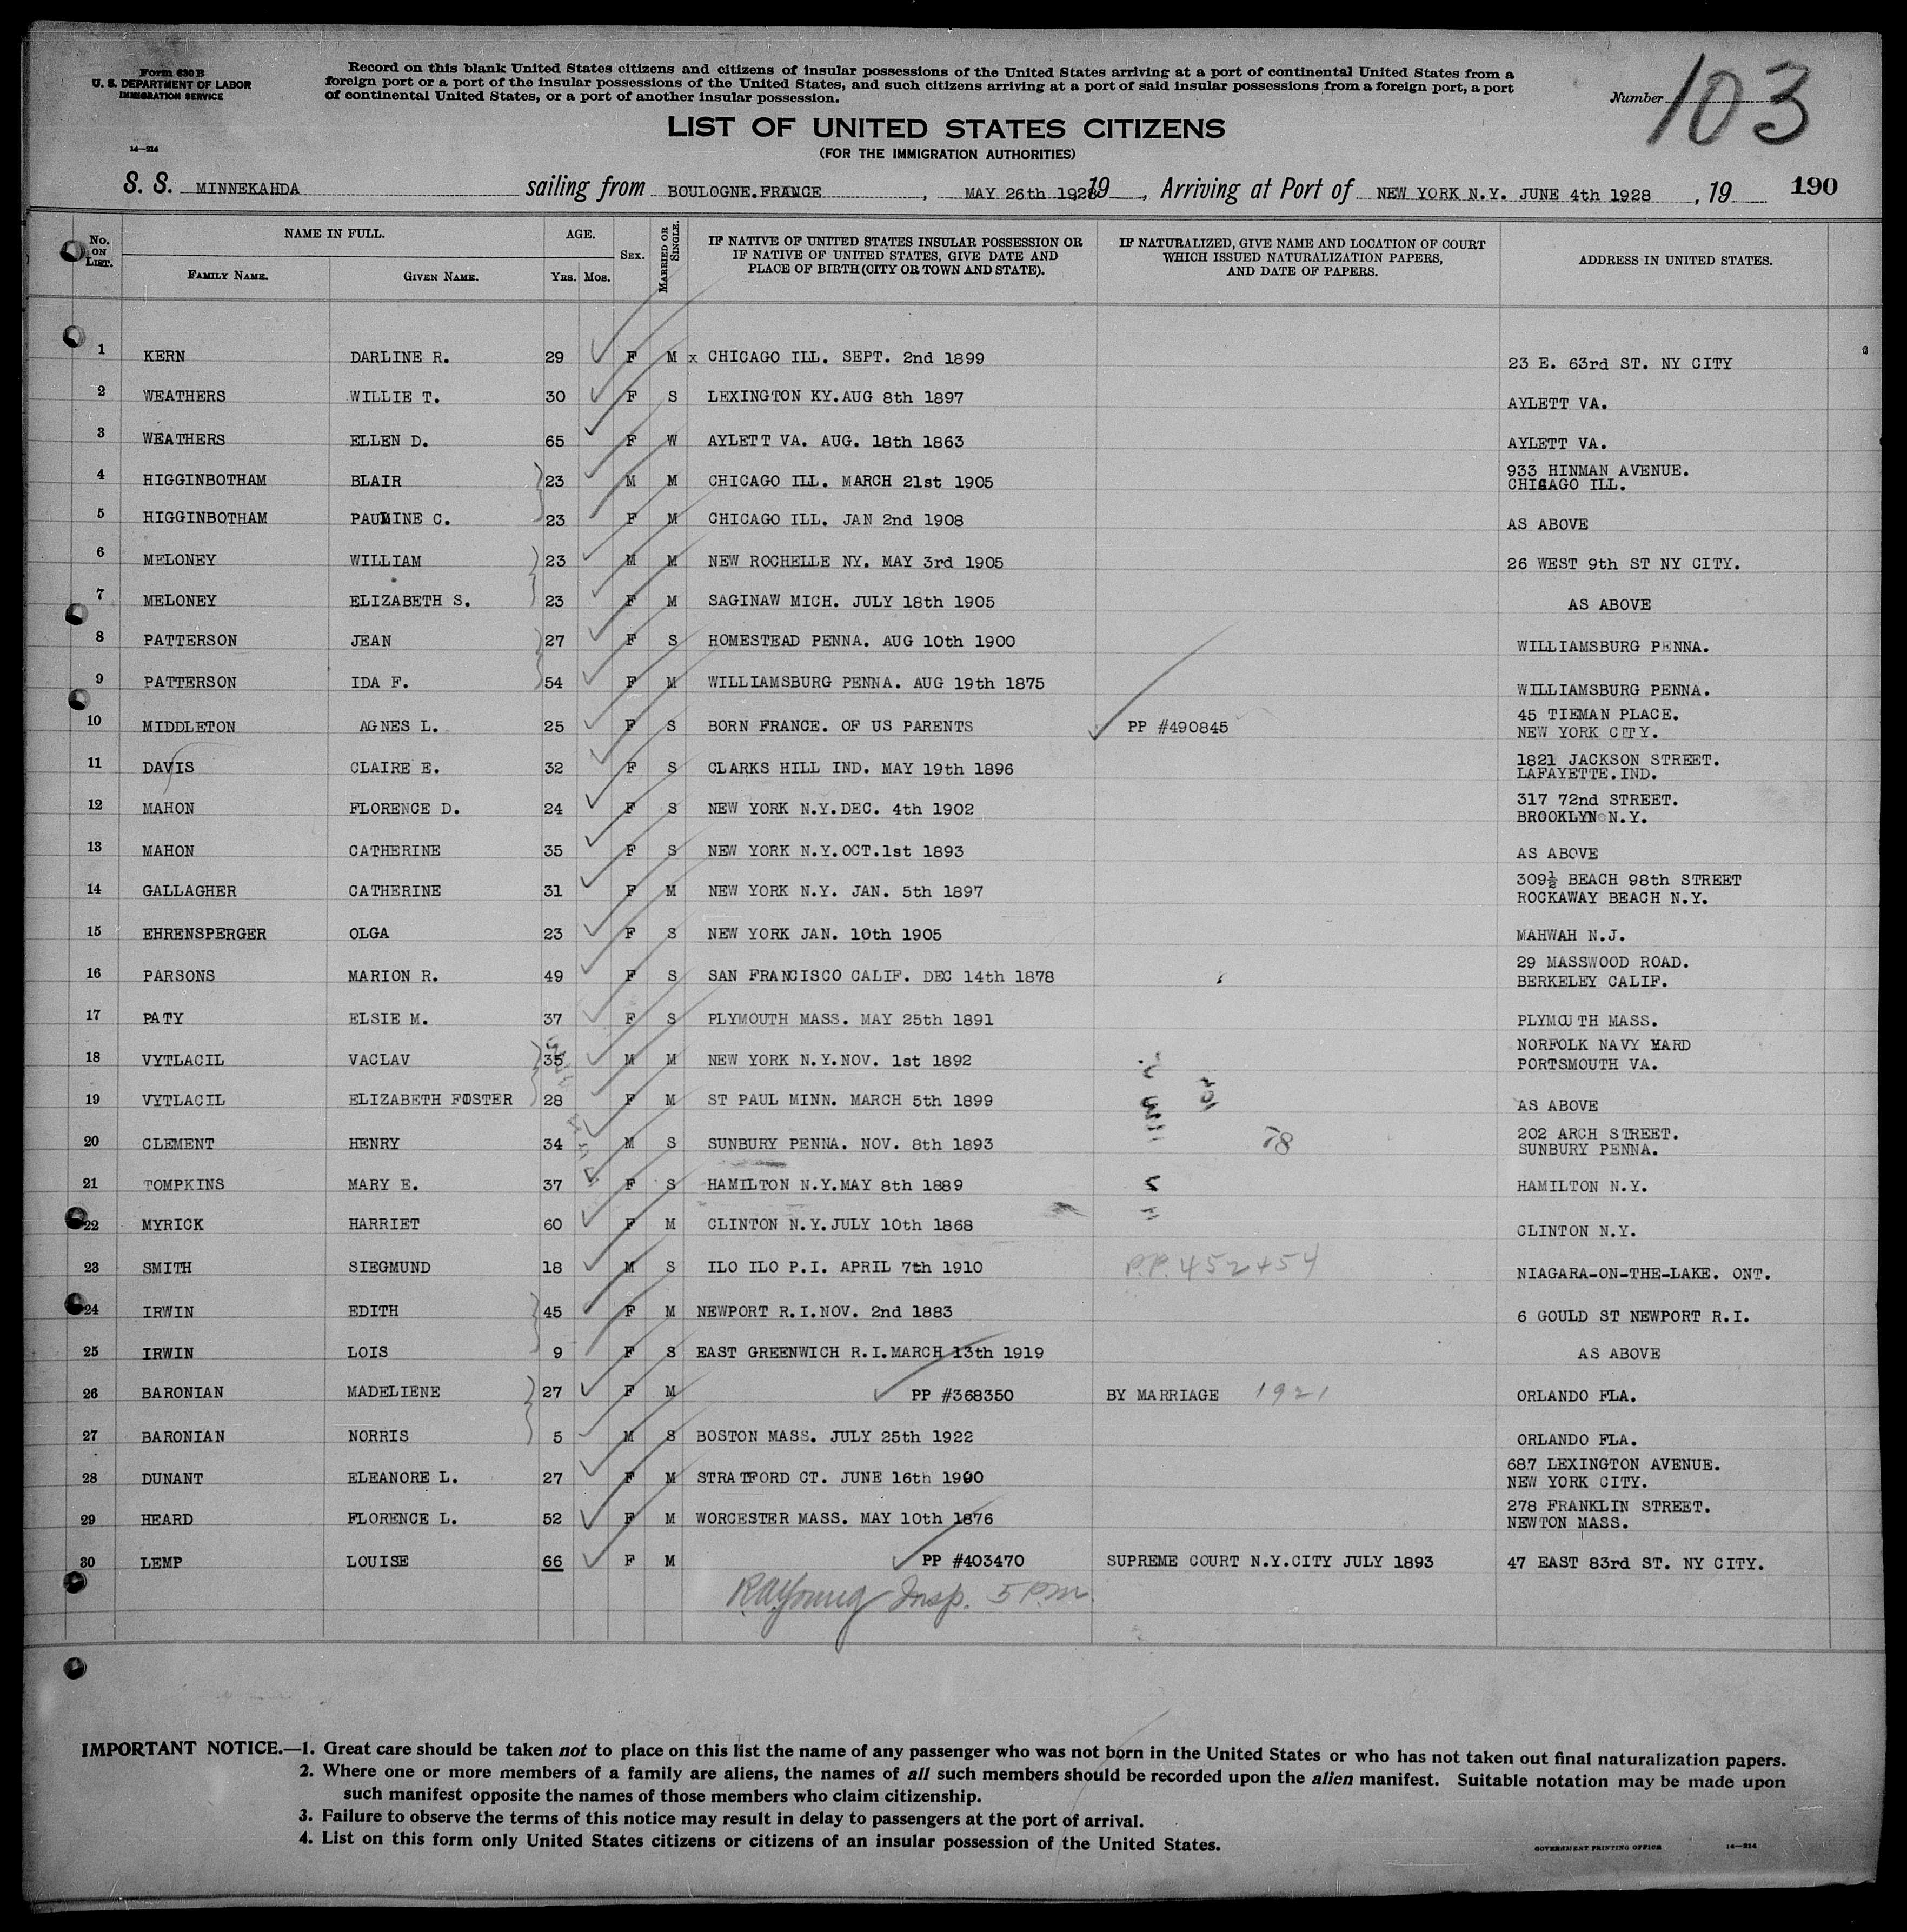 Form 630 B
U. S. DEPARTMENT OF LABOR
IMMIGRATION SERVICE
14—214
Record on this blank United States citizens and citizens of insular possessions of the United States arriving at a port of continental United States from a
foreign port or a port of the insular possessions of the United States, and such citizens arriving at a port of said insular possessions from a foreign port, a port
of continental United States, or a port of another insular possession.
Number 103
LIST OF UNITED STATES CITIZENS
(FOR THE IMMIGRATION AUTHORITIES)
S. S. MINNEKAHDA sailing from BOULOGNE.FRANCE, MAY 26th 1928 19, Arriving at Port of NEW YORK N.Y. JUNE 4th 1928, 19 190
No. ON LIST. NAME IN FULL. FAMILY NAME. GIVEN NAME. AGE. YRS. MOS. SEX. MARRIED OR SINGLE. IF NATIVE OF UNITED STATES INSULAR POSSESSION OR IF NATIVE OF UNITED STATES, GIVE DATE AND PLACE OF BIRTH (CITY OR TOWN AND STATE). IF NATURALIZED, GIVE NAME AND LOCATION OF COURT WHICH ISSUED NATURALIZATION PAPERS, AND DATE OF PAPERS. ADDRESS IN UNITED STATES.
1 KERN DARLINE R. 29 F M x CHICAGO ILL. SEPT. 2nd 1899 23 E. 63rd ST. NY CITY
2 WEATHERS WILLIE T. 30 F S LEXINGTON KY.AUG 8th 1897 AYLETT VA.
3 WEATHERS ELLEN D. 65 F W AYLETT VA. AUG. 18th 1863 AYLETT VA.
4 HIGGINBOTHAM BLAIR 23 M M CHICAGO ILL. MARCH 21st 1905 933 HINMAN AVENUE. CHICAGO ILL.
5 HIGGINBOTHAM PAULINE C. 23 F M CHICAGO ILL. JAN 2nd 1908 AS ABOVE
6 MELONEY WILLIAM 23 M M NEW ROCHELLE NY. MAY 3rd 1905 26 WEST 9th ST NY CITY.
7 MELONEY ELIZABETH S. 23 F M SAGINAW MICH. JULY 18th 1905 AS ABOVE
8 PATTERSON JEAN 27 F S HOMESTEAD PENNA. AUG 10th 1900 WILLIAMSBURG PENNA.
9 PATTERSON IDA F. 54 F M WILLIAMSBURG PENNA. AUG 19th 1875 WILLIAMSBURG PENNA.
10 MIDDLETON AGNES L. 25 F S BORN FRANCE. OF US PARENTS PP #490845 45 TIEMAN PLACE. NEW YORK CITY.
11 DAVIS CLAIRE E. 32 F S CLARKS HILL IND. MAY 19th 1896 1821 JACKSON STREET. LAFAYETTE.IND.
12 MAHON FLORENCE D. 24 F S NEW YORK N.Y.DEC. 4th 1902 317 72nd STREET. BROOKLYN N.Y.
13 MAHON CATHERINE 35 F S NEW YORK N.Y.OCT.1st 1893 AS ABOVE
14 GALLAGHER CATHERINE 31 F M NEW YORK N.Y. JAN. 5th 1897 309½ BEACH 98th STREET ROCKAWAY BEACH N.Y.
15 EHRENSPERGER OLGA 23 F S NEW YORK JAN. 10th 1905 MAHWAH N.J.
16 PARSONS MARION R. 49 F S SAN FRANCISCO CALIF. DEC 14th 1878 29 MASSWOOD ROAD. BERKELEY CALIF.
17 PATY ELSIE M. 37 F S PLYMOUTH MASS. MAY 25th 1891 PLYMOUTH MASS.
18 VYTLACIL VACLAV 35 M M NEW YORK N.Y.NOV. 1st 1892 NORFOLK NAVY YARD PORTSMOUTH VA.
19 VYTLACIL ELIZABETH FOSTER 28 F M ST PAUL MINN. MARCH 5th 1899 AS ABOVE
20 CLEMENT HENRY 34 M S SUNBURY PENNA. NOV. 8th 1893 78 202 ARCH STREET. SUNBURY PENNA.
21 TOMPKINS MARY E. 37 F S HAMILTON N.Y.MAY 8th 1889 HAMILTON N.Y.
22 MYRICK HARRIET 60 F M CLINTON N.Y.JULY 10th 1868 CLINTON N.Y.
23 SMITH SIEGMUND 18 M S ILO ILO P.I. APRIL 7th 1910 P.P. 452454 NIAGARA-ON-THE-LAKE. ONT.
24 IRWIN EDITH 45 F M NEWPORT R.I.NOV. 2nd 1883 6 GOULD ST NEWPORT R.I.
25 IRWIN LOIS 9 F S EAST GREENWICH R.I.MARCH 13th 1919 AS ABOVE
26 BARONIAN MADELIENE 27 F M PP #368350 BY MARRIAGE 1921 ORLANDO FLA.
27 BARONIAN NORRIS 5 M S BOSTON MASS. JULY 25th 1922 ORLANDO FLA.
28 DUNANT ELEANORE L. 27 F M STRATFORD CT. JUNE 16th 1900 687 LEXINGTON AVENUE. NEW YORK CITY.
29 HEARD FLORENCE L. 52 F M WORCESTER MASS. MAY 10th 1876 278 FRANKLIN STREET. NEWTON MASS.
30 LEMP LOUISE 66 F M PP #403470 SUPREME COURT N.Y.CITY JULY 1893 47 EAST 83rd ST. NY CITY.
R.A.Young Insp. 5 P.m.
IMPORTANT NOTICE.—1. Great care should be taken not to place on this list the name of any passenger who was not born in the United States or who has not taken out final naturalization papers.
2. Where one or more members of a family are aliens, the names of all such members should be recorded upon the alien manifest. Suitable notation may be made upon
such manifest opposite the names of those members who claim citizenship.
3. Failure to observe the terms of this notice may result in delay to passengers at the port of arrival.
4. List on this form only United States citizens or citizens of an insular possession of the United States.
GOVERNMENT PRINTING OFFICE 14—214